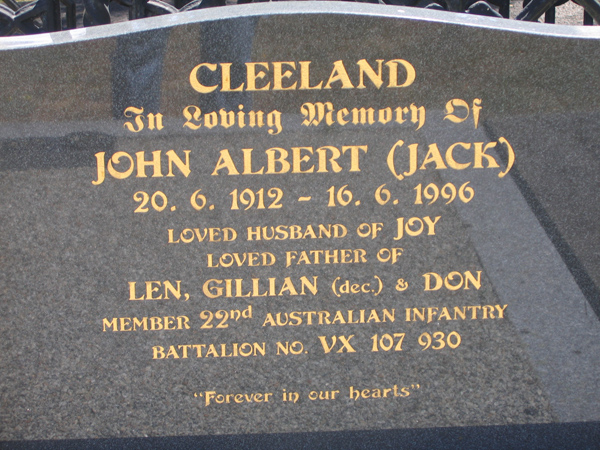 CLEELAND
In Loving Memory Of
JOHN ALBERT (JACK)
20. 6. 1912 - 16. 6. 1996
LOVED HUSBAND OF JOY
LOVED FATHER OF
LEN, GILLIAN (dec.) & DON
MEMBER 22nd AUSTRALIAN INFANTRY
BATTALION NO. VX 107 930
"Forever in our hearts"